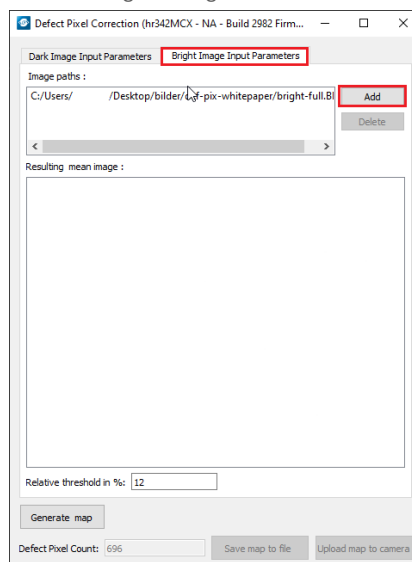 Defect Pixel Correction (hr342MCX - NA - Build 2982 Firm...
Dark Image Input Parameters Bright Image Input Parameters
Image paths :
C:/Users/ /Desktop/bilder/def-pix-whitepaper/bright-full.B Add
Delete
Resulting mean image :
Relative threshold in %: 12
Generate map
Defect Pixel Count: 696 Save map to file Upload map to camera